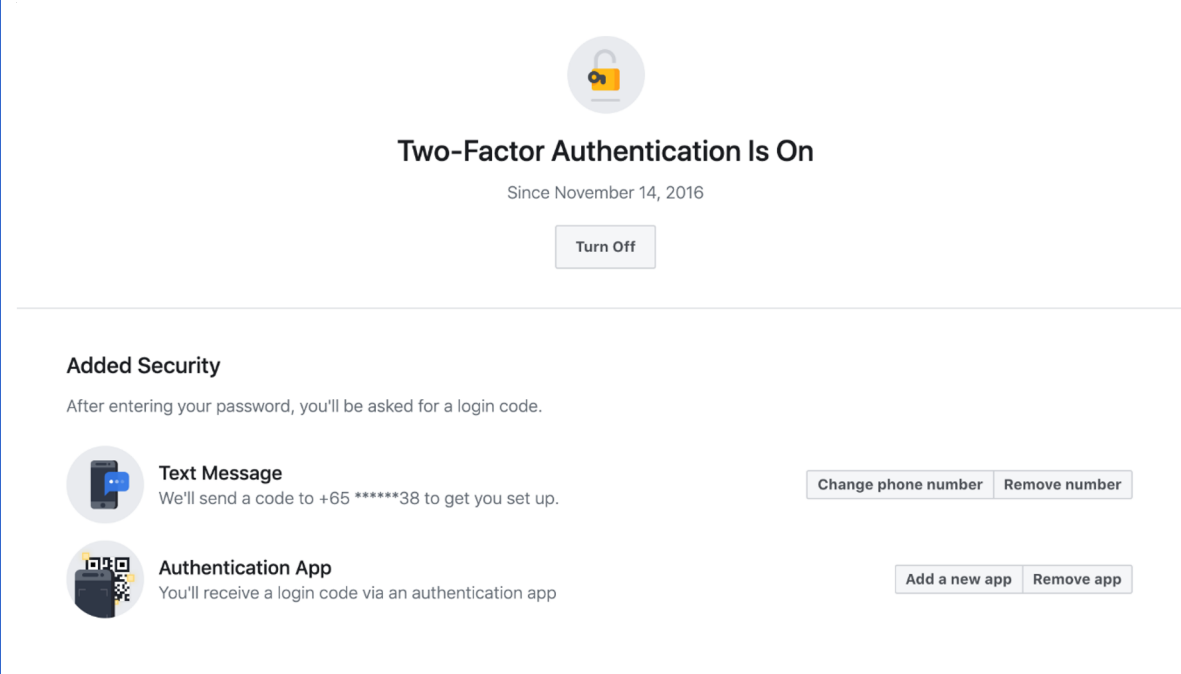 Two-Factor Authentication Is On
Since November 14, 2016
Turn Off
Added Security
After entering your password, you'll be asked for a login code.
Text Message
We'll send a code to +65 ******38 to get you set up.
Change phone number
Remove number
Authentication App
You'll receive a login code via an authentication app
Add a new app
Remove app